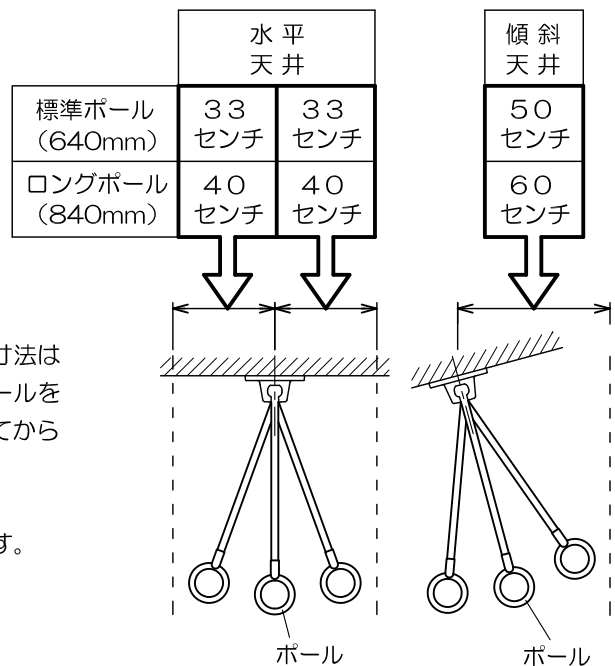 水平 傾斜
天井 天井
標準ポール 33 33 50
（640mm） センチ センチ センチ
ロングポール 40 40 60
（840mm） センチ センチ センチ
寸法は
ールを
てから
す。
ポール ポール